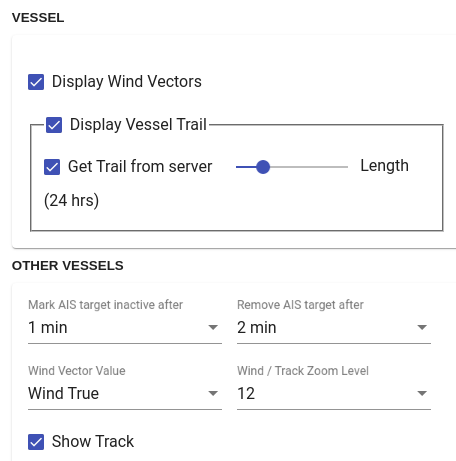 VESSEL
Display Wind Vectors
Display Vessel Trail
Get Trail from server Length
(24 hrs)
OTHER VESSELS
Mark AIS target inactive after Remove AIS target after
1 min 2 min
Wind Vector Value Wind / Track Zoom Level
Wind True 12
Show Track